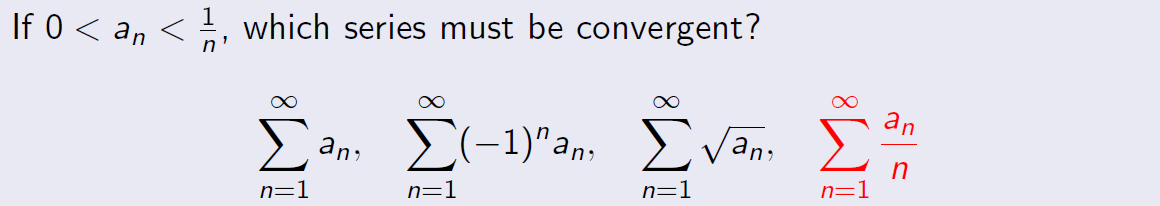 If 0 < aₙ < 1/n, which series must be convergent?
∑_{n=1}^{∞} aₙ, ∑_{n=1}^{∞} (−1)ⁿaₙ, ∑_{n=1}^{∞} √aₙ, ∑_{n=1}^{∞} aₙ/n